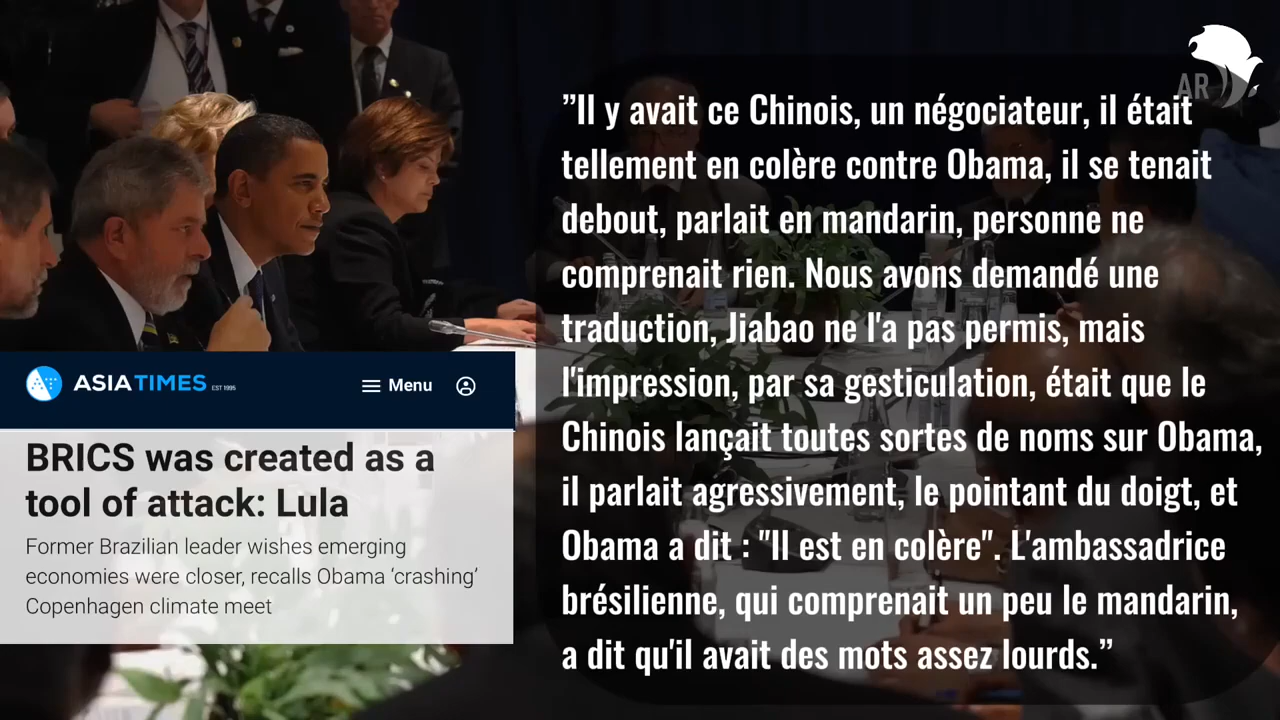 AR
”Il y avait ce Chinois, un négociateur, il était
tellement en colère contre Obama, il se tenait
debout, parlait en mandarin, personne ne
comprenait rien. Nous avons demandé une
traduction, Jiabao ne l'a pas permis, mais
l'impression, par sa gesticulation, était que le
Chinois lançait toutes sortes de noms sur Obama,
il parlait agressivement, le pointant du doigt, et
Obama a dit : "Il est en colère". L'ambassadrice
brésilienne, qui comprenait un peu le mandarin,
a dit qu'il avait des mots assez lourds.”
ASIA TIMES EST 1995
Menu
BRICS was created as a
tool of attack: Lula
Former Brazilian leader wishes emerging
economies were closer, recalls Obama ‘crashing’
Copenhagen climate meet